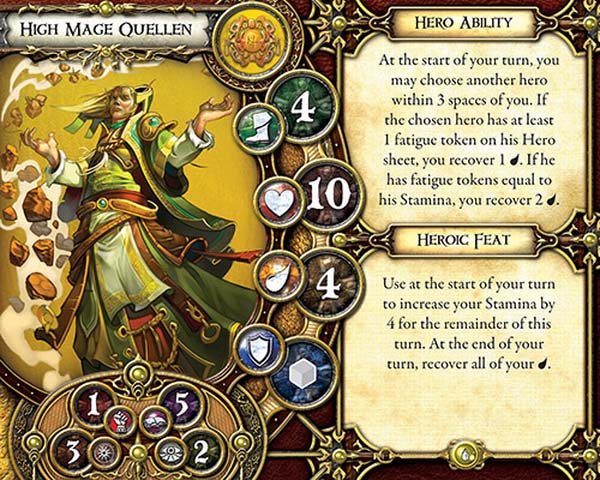 High Mage Quellen
4
10
4
1
5
3
2
Hero Ability
At the start of your turn, you
may choose another hero
within 3 spaces of you. If
the chosen hero has at least
1 fatigue token on his Hero
sheet, you recover 1 . If he
has fatigue tokens equal to
his Stamina, you recover 2 .
Heroic Feat
Use at the start of your turn
to increase your Stamina by
4 for the remainder of this
turn. At the end of your
turn, recover all of your .